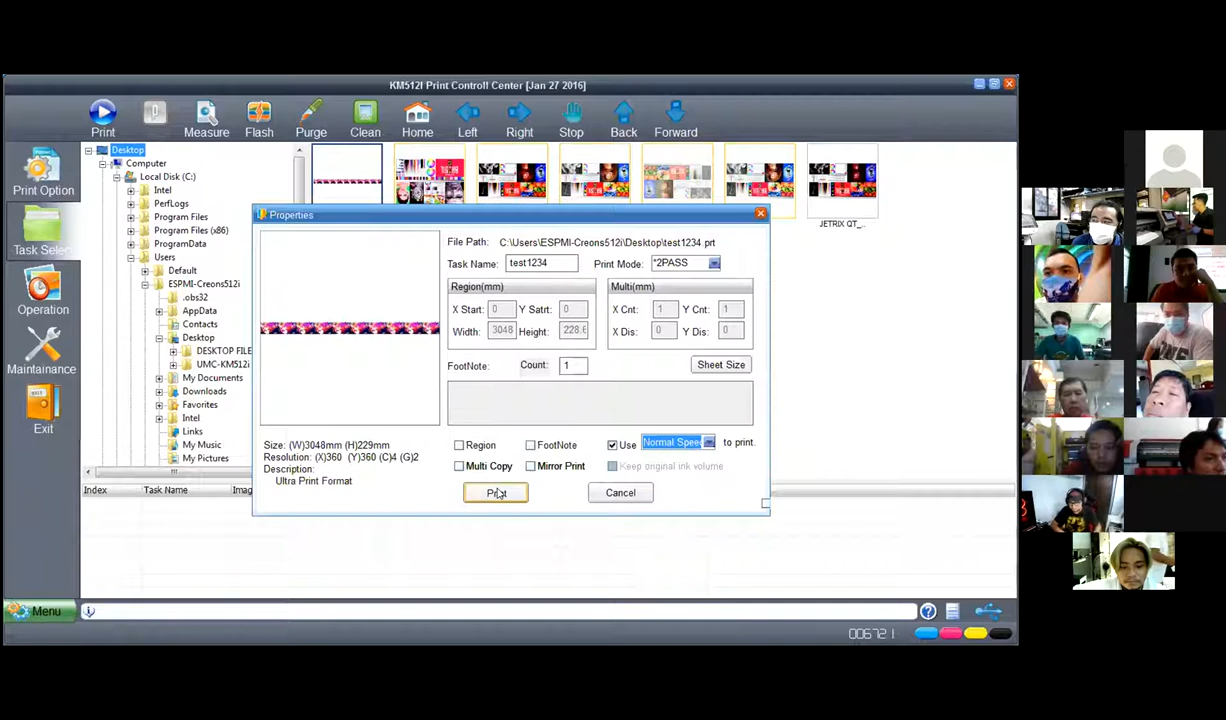 KM512I Print Controll Center [Jan 27 2016]
Print
Measure
Flash
Purge
Clean
Home
Left
Right
Stop
Back
Forward
Print Option
Task Selec
Operation
Maintainance
Exit
Desktop
Computer
Local Disk (C:)
Intel
PerfLogs
Program Files
Program Files (x86)
ProgramData
Users
Default
ESPMI-Creons512i
.obs32
AppData
Contacts
Desktop
DESKTOP FILE
UMC-KM512i
My Documents
Downloads
Favorites
Intel
Links
My Music
My Pictures
JETRIX QT_..
Properties
File Path: C:\Users\ESPMI-Creons512i\Desktop\test1234.prt
Task Name: test1234 Print Mode: *2PASS
Region(mm) Multi(mm)
X Start: 0 Y Satrt: 0 X Cnt: 1 Y Cnt: 1
Width: 3048 Height: 228.6 X Dis: 0 Y Dis: 0
FootNote: Count: 1 Sheet Size
Size: (W)3048mm (H)229mm
Resolution: (X)360 (Y)360 (C)4 (G)2
Description:
Ultra Print Format
Region FootNote Use Normal Spee to print.
Multi Copy Mirror Print Keep original ink volume
Print Cancel
Index Task Name Imag
Menu
006721